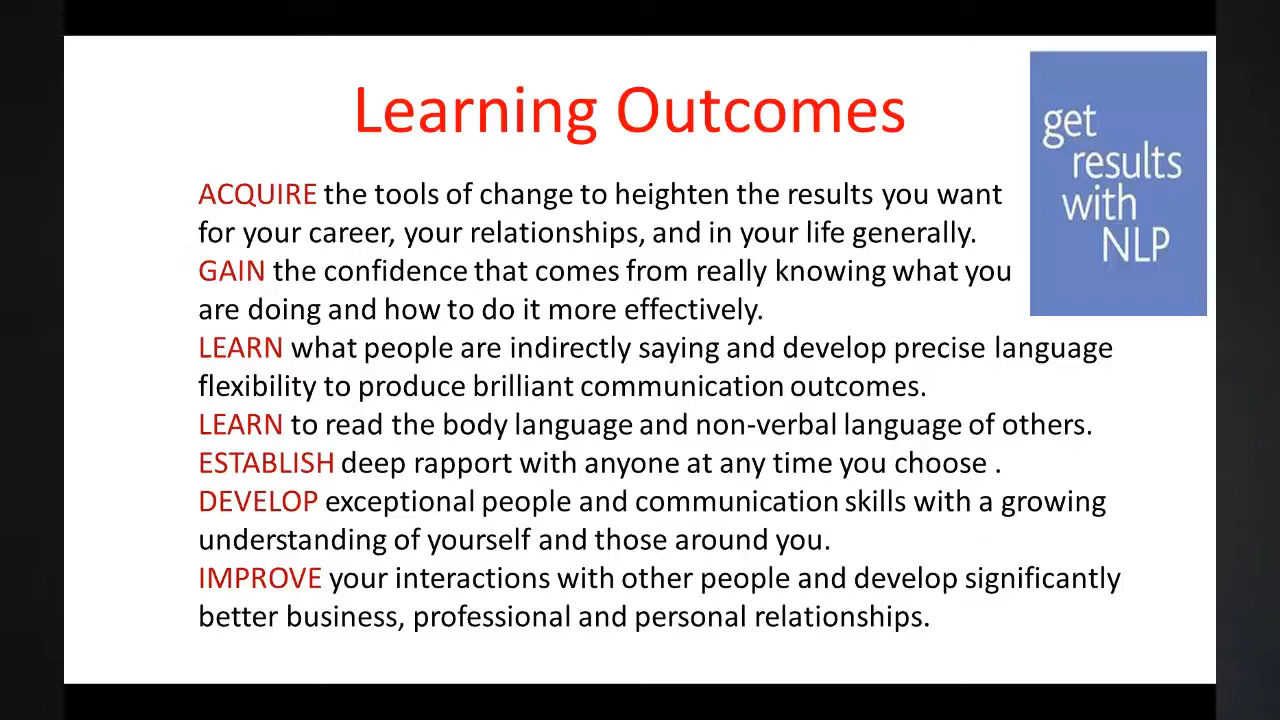 Learning Outcomes
get
results
with
NLP
ACQUIRE the tools of change to heighten the results you want
for your career, your relationships, and in your life generally.
GAIN the confidence that comes from really knowing what you
are doing and how to do it more effectively.
LEARN what people are indirectly saying and develop precise language
flexibility to produce brilliant communication outcomes.
LEARN to read the body language and non-verbal language of others.
ESTABLISH deep rapport with anyone at any time you choose .
DEVELOP exceptional people and communication skills with a growing
understanding of yourself and those around you.
IMPROVE your interactions with other people and develop significantly
better business, professional and personal relationships.